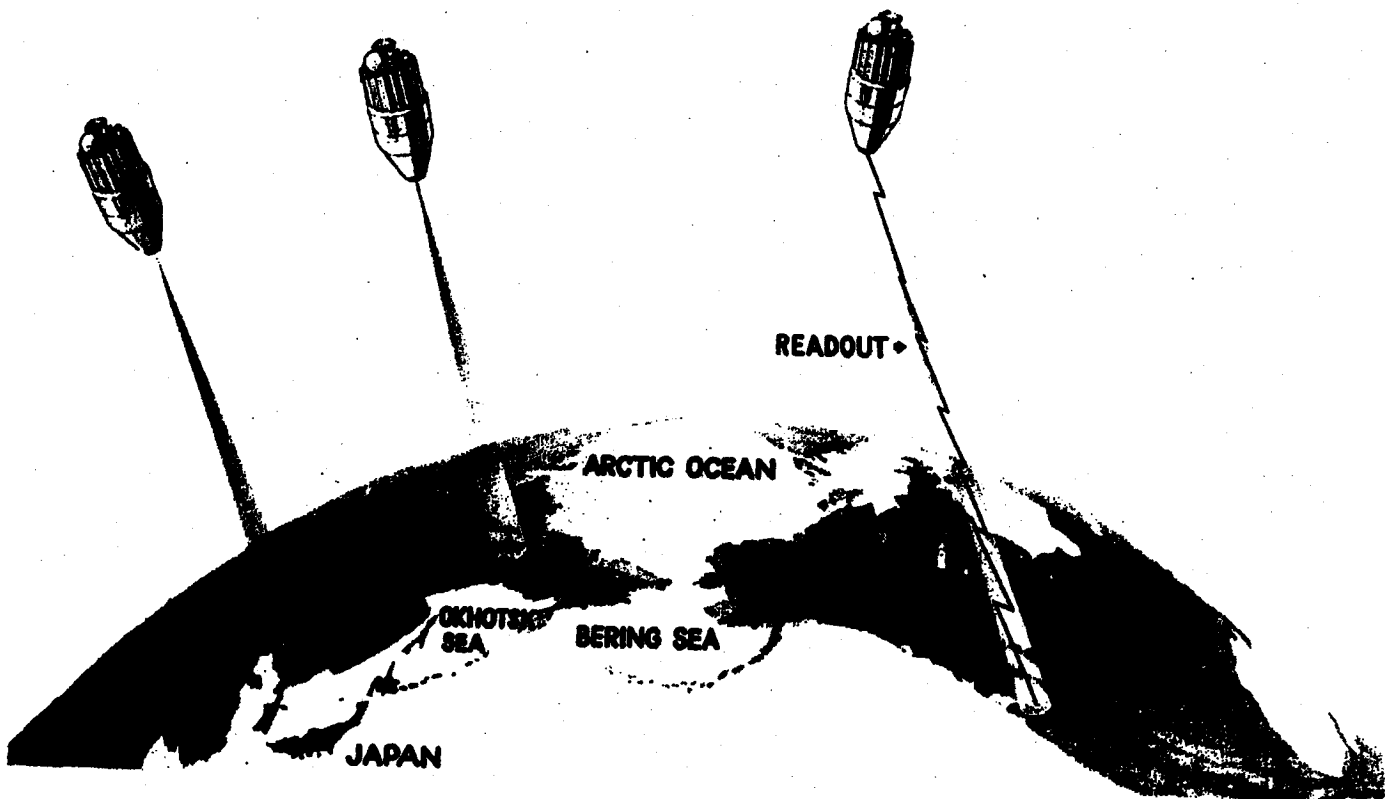 READOUT
ARCTIC OCEAN
OKHOTSK
SEA
BERING SEA
JAPAN